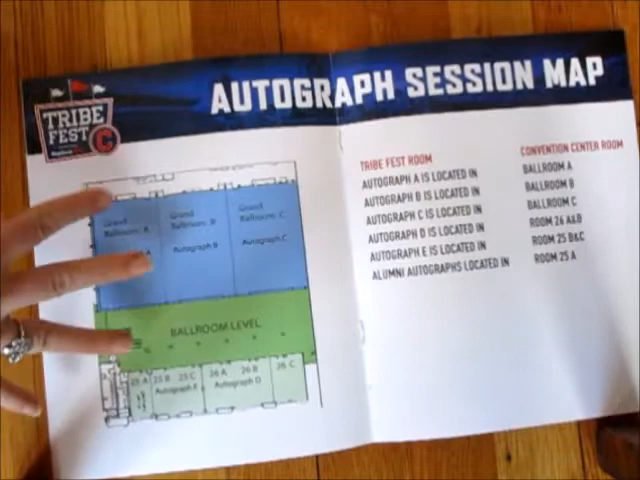 AUTOGRAPH SESSION MAP
TRIBE
FEST C
TRIBE FEST ROOM CONVENTION CENTER ROOM
AUTOGRAPH A IS LOCATED IN BALLROOM A
AUTOGRAPH B IS LOCATED IN BALLROOM B
AUTOGRAPH C IS LOCATED IN BALLROOM C
AUTOGRAPH D IS LOCATED IN ROOM 26 A&B
AUTOGRAPH E IS LOCATED IN ROOM 25 B&C
ALUMNI AUTOGRAPHS LOCATED IN ROOM 25 A
Grand Grand Grand
Ballroom A Ballroom B Ballroom C
A Autograph B Autograph C
BALLROOM LEVEL
25 A 25 B 25 C 26 A 26 B 26 C
Autograph E Autograph D